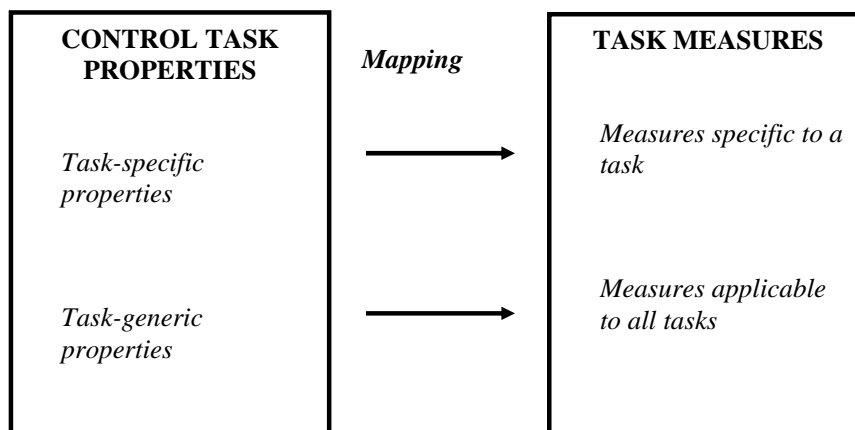 CONTROL TASK
PROPERTIES
Mapping
TASK MEASURES
Task-specific
properties
Measures specific to a
task
Task-generic
properties
Measures applicable
to all tasks